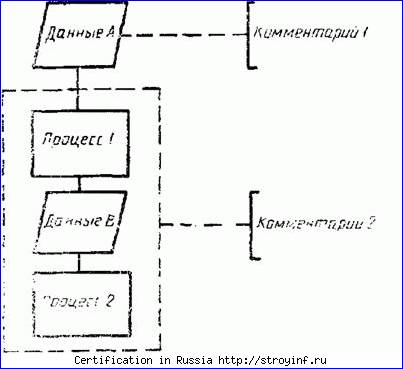 Данные А
Комментарий 1
Процесс 1
Данные В
Комментарий 2
Процесс 2
Certification in Russia http://stroyinf.ru